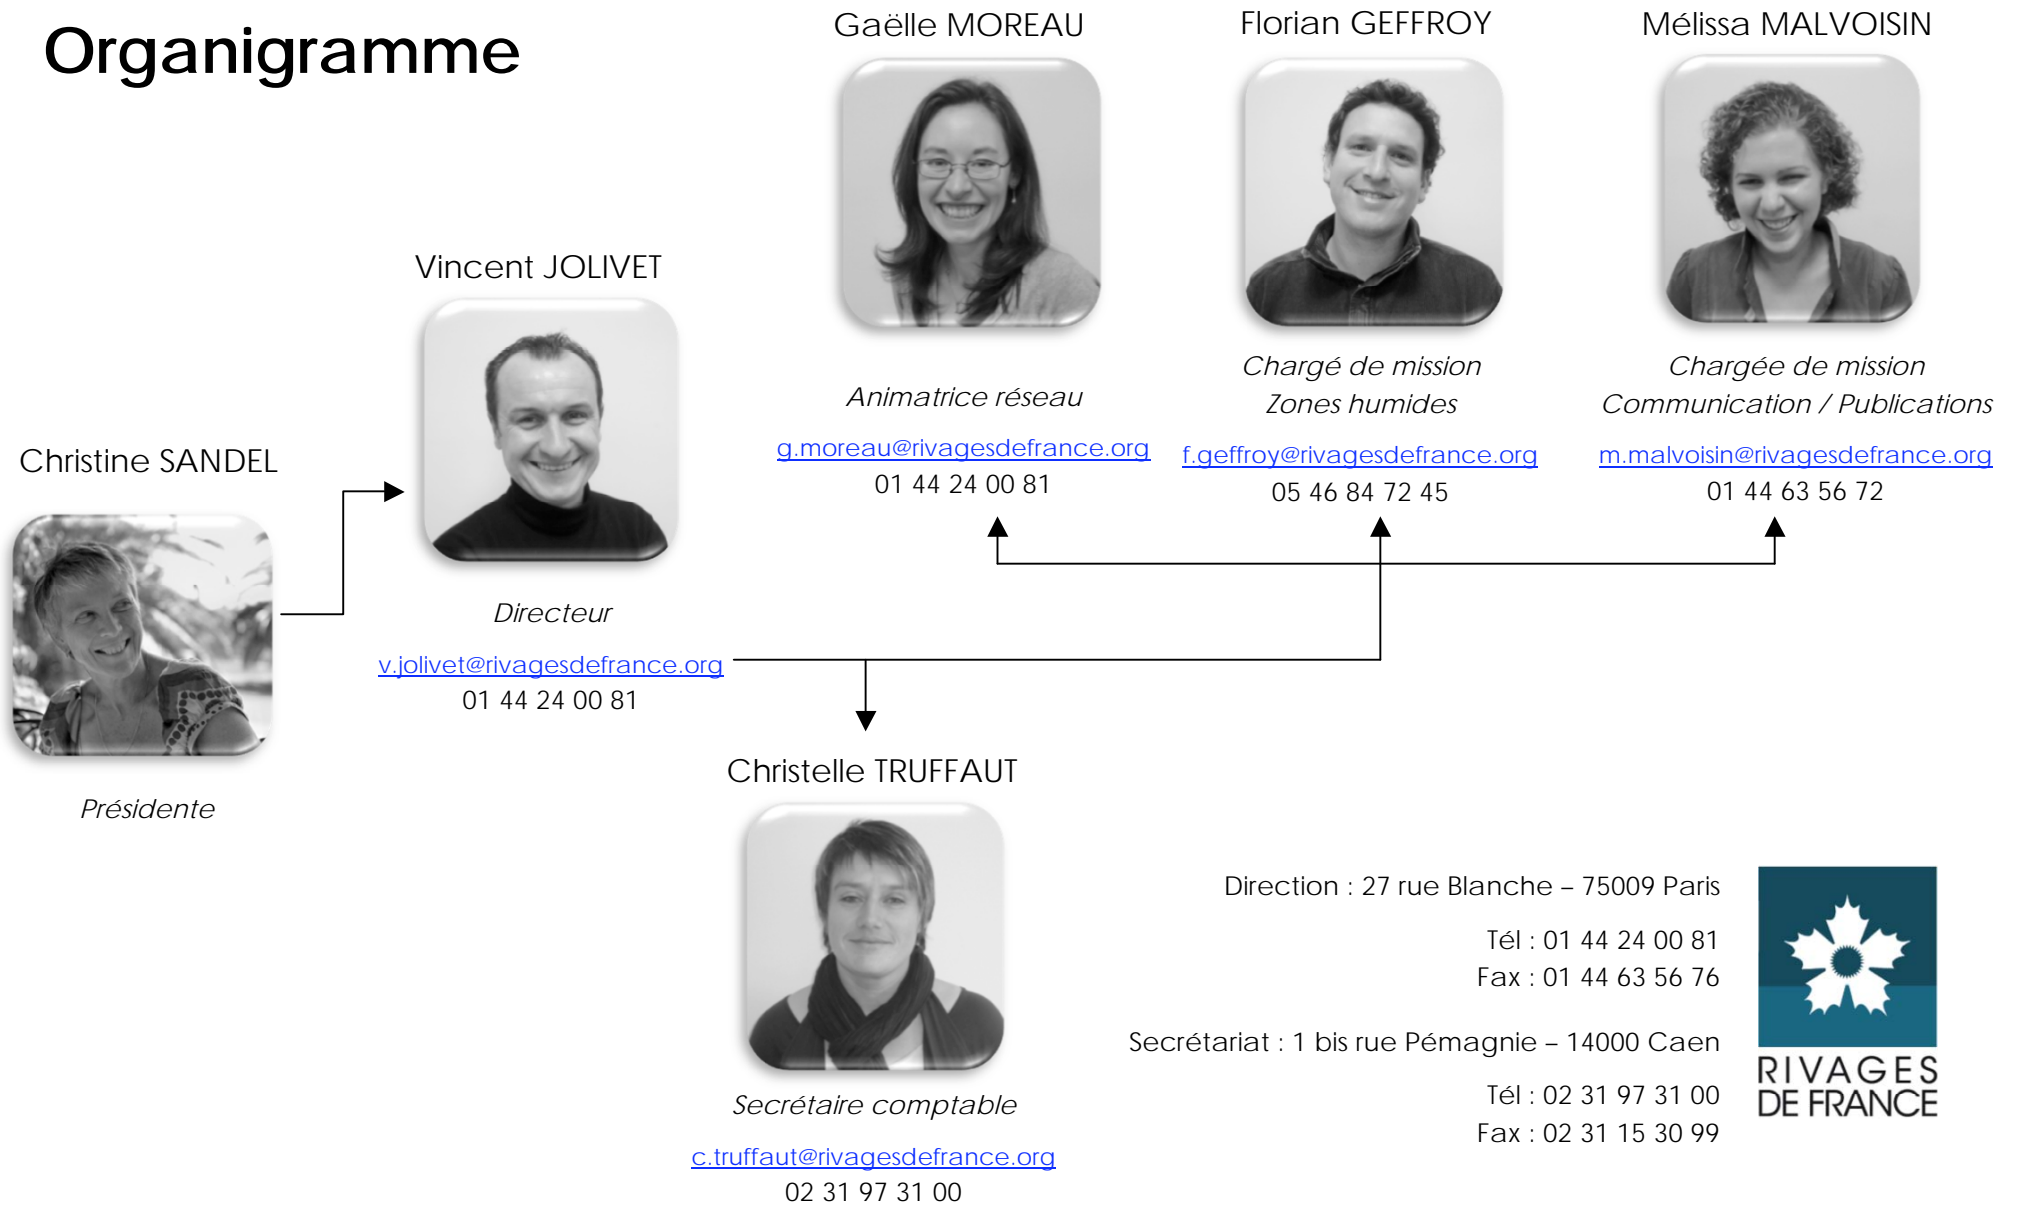 Organigramme
Gaëlle MOREAU
Animatrice réseau
g.moreau@rivagesdefrance.org
01 44 24 00 81
Florian GEFFROY
Chargé de mission
Zones humides
f.geffroy@rivagesdefrance.org
05 46 84 72 45
Mélissa MALVOISIN
Chargée de mission
Communication / Publications
m.malvoisin@rivagesdefrance.org
01 44 63 56 72
Vincent JOLIVET
Directeur
v.jolivet@rivagesdefrance.org
01 44 24 00 81
Christine SANDEL
Présidente
Christelle TRUFFAUT
Secrétaire comptable
c.truffaut@rivagesdefrance.org
02 31 97 31 00
Direction : 27 rue Blanche – 75009 Paris
Tél : 01 44 24 00 81
Fax : 01 44 63 56 76
Secrétariat : 1 bis rue Pémagnie – 14000 Caen
Tél : 02 31 97 31 00
Fax : 02 31 15 30 99
RIVAGES
DE FRANCE